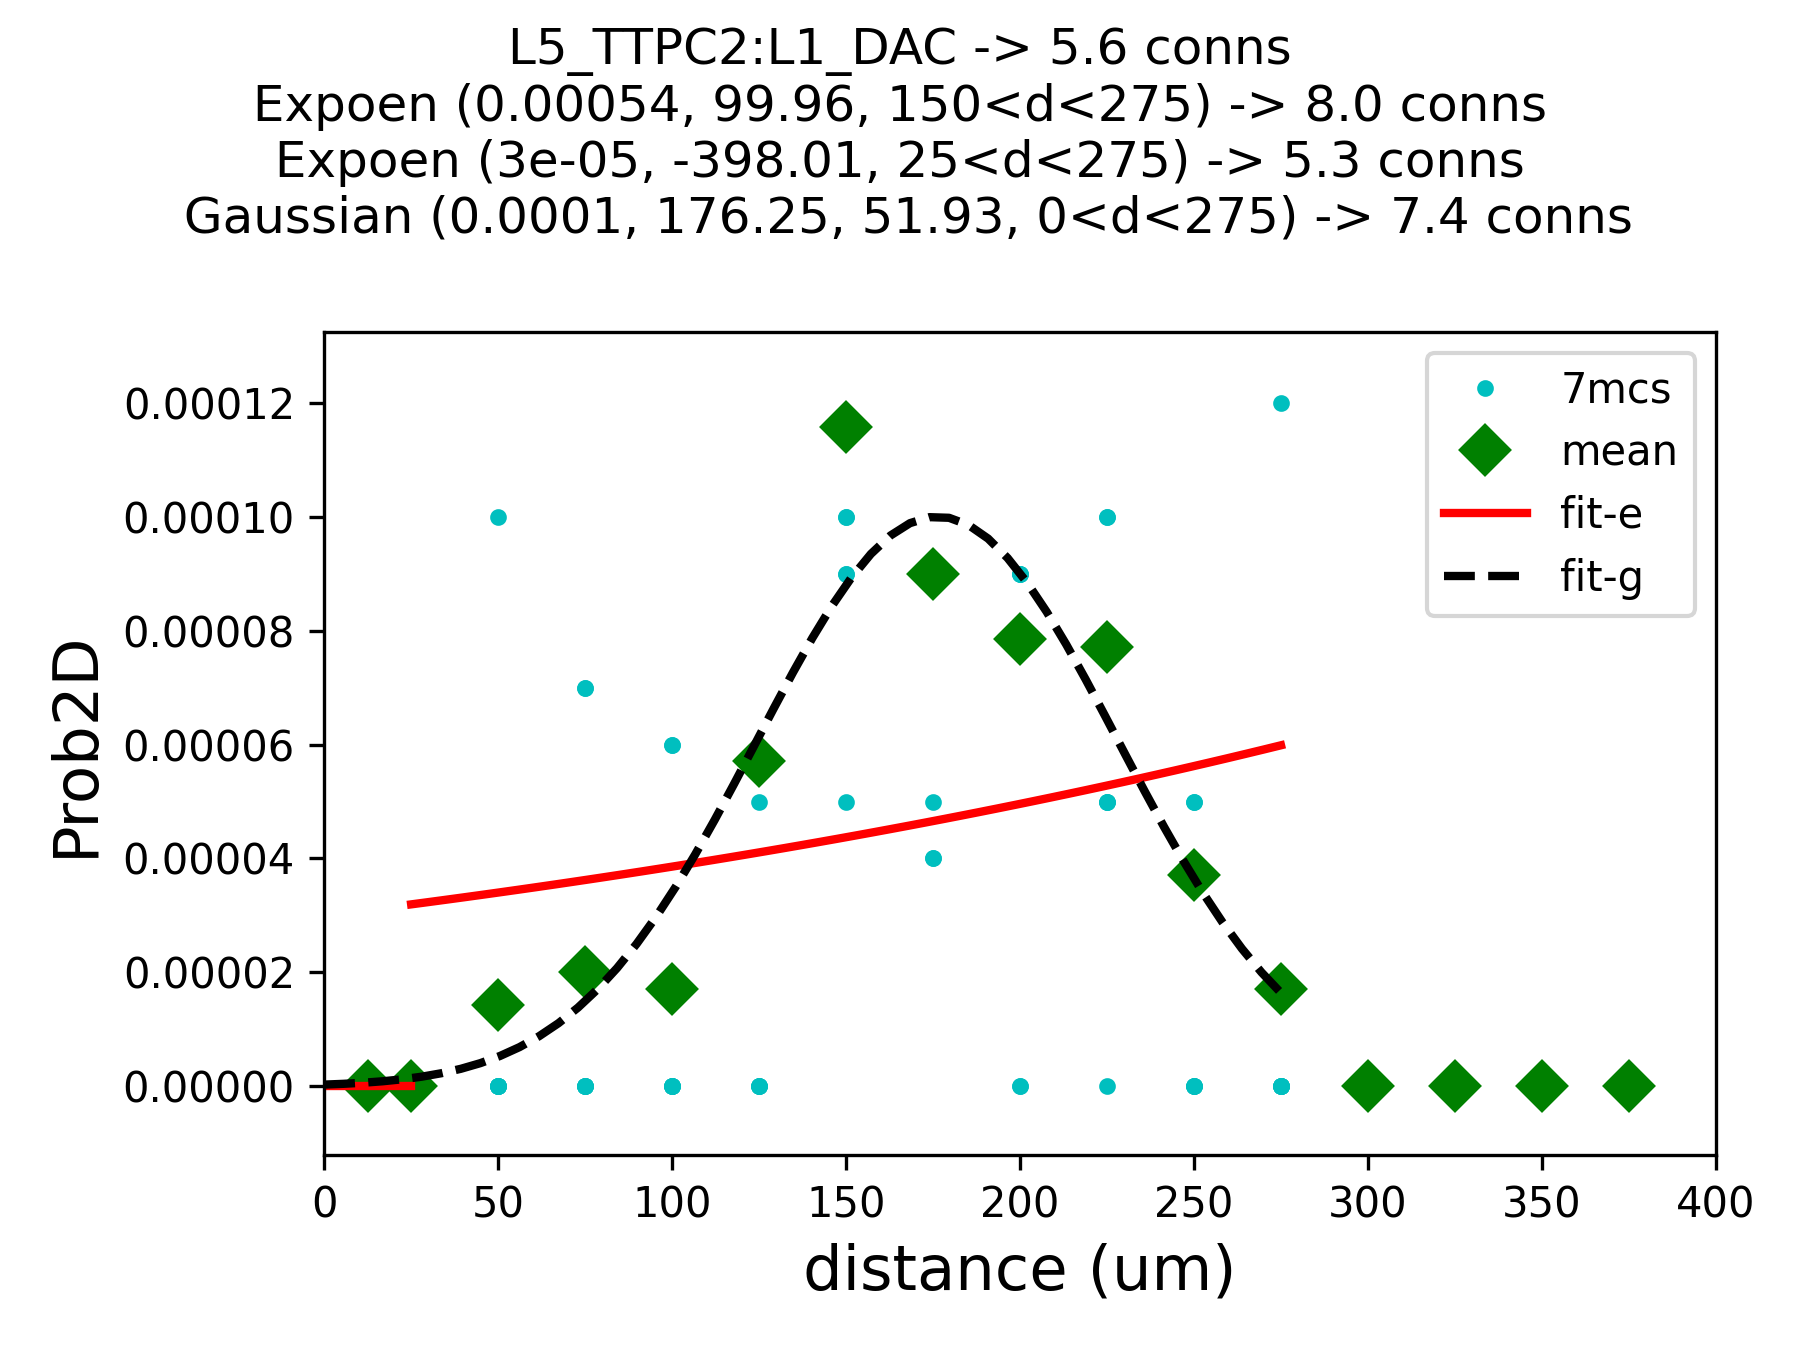 L5_TTPC2:L1_DAC -> 5.6 conns
Expoen (0.00054, 99.96, 150<d<275) -> 8.0 conns
Expoen (3e-05, -398.01, 25<d<275) -> 5.3 conns
Gaussian (0.0001, 176.25, 51.93, 0<d<275) -> 7.4 conns
7mcs
mean
fit-e
fit-g
Prob2D
0.00012
0.00010
0.00008
0.00006
0.00004
0.00002
0.00000
0 50 100 150 200 250 300 350 400
distance (um)